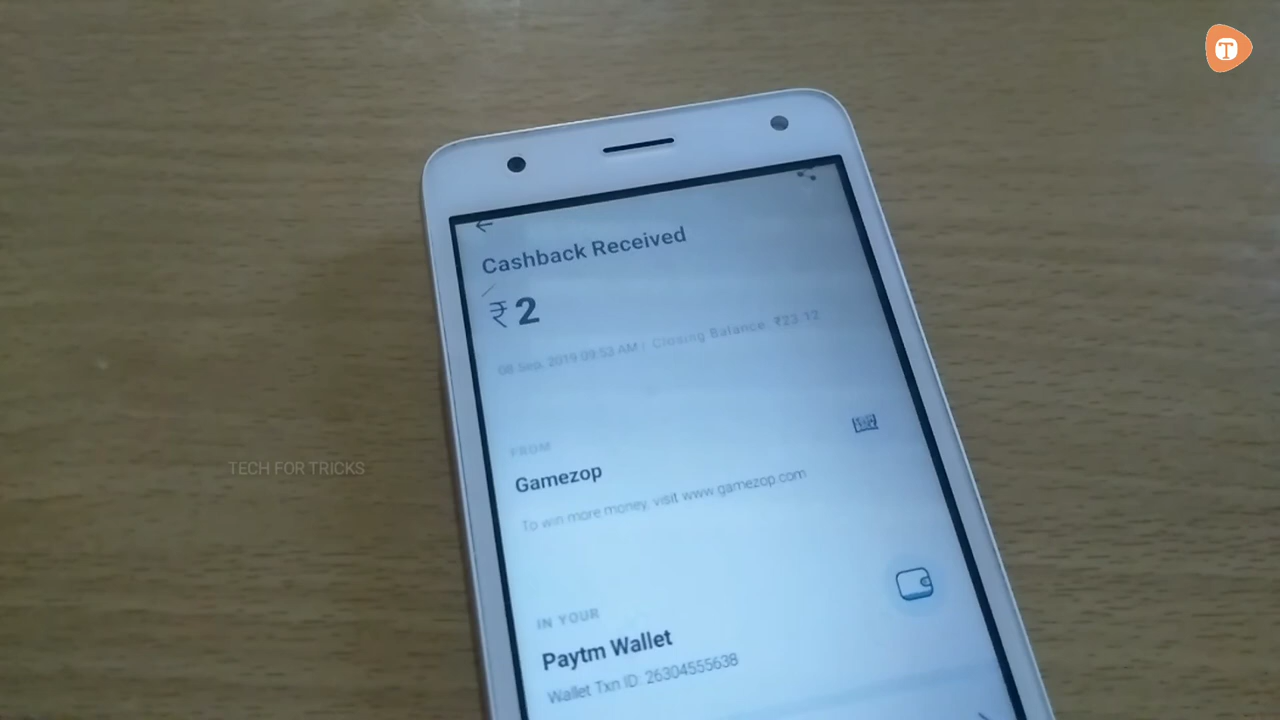 T
Cashback Received
₹2
08 Sep, 2019 09:53 AM | Closing Balance: ₹23.12
FROM
Gamezop
To win more money, visit www.gamezop.com
TECH FOR TRICKS
IN YOUR
Paytm Wallet
Wallet Txn ID: 26304555638